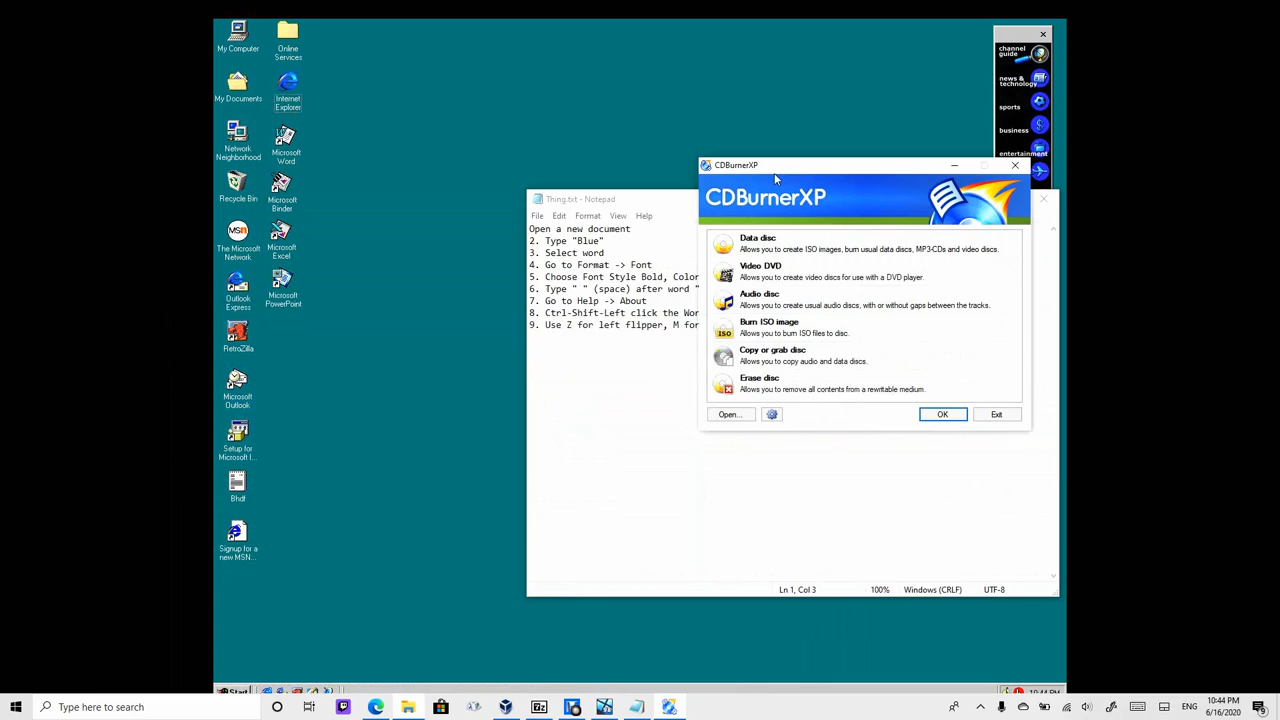 My Computer
Online
Services
My Documents
Internet
Explorer
Network
Neighborhood
Microsoft
Word
Recycle Bin
Microsoft
Binder
The Microsoft
Network
Microsoft
Excel
Outlook
Express
Microsoft
PowerPoint
RetroZilla
Microsoft
Outlook
Setup for
Microsoft I...
Bhdt
Signup for a
new MSN...
channel
guide
news &
technology
sports
business
entertainment
Thing.txt - Notepad
File Edit Format View Help
Open a new document
2. Type "Blue"
3. Select word
4. Go to Format -> Font
5. Choose Font Style Bold, Color
6. Type " " (space) after word "
7. Go to Help -> About
8. Ctrl-Shift-Left click the Wor
9. Use Z for left flipper, M for
Ln 1, Col 3 100% Windows (CRLF) UTF-8
CDBurnerXP
CDBurnerXP
Data disc
Allows you to create ISO images, burn usual data discs, MP3-CDs and video discs.
Video DVD
Allows you to create video discs for use with a DVD player.
Audio disc
Allows you to create usual audio discs, with or without gaps between the tracks.
ISO
Burn ISO image
Allows you to burn ISO files to disc.
Copy or grab disc
Allows you to copy audio and data discs.
Erase disc
Allows you to remove all contents from a rewritable medium.
Open... OK Exit
Start
10:44 PM
Type here to search
10:44 PM
6/16/2020